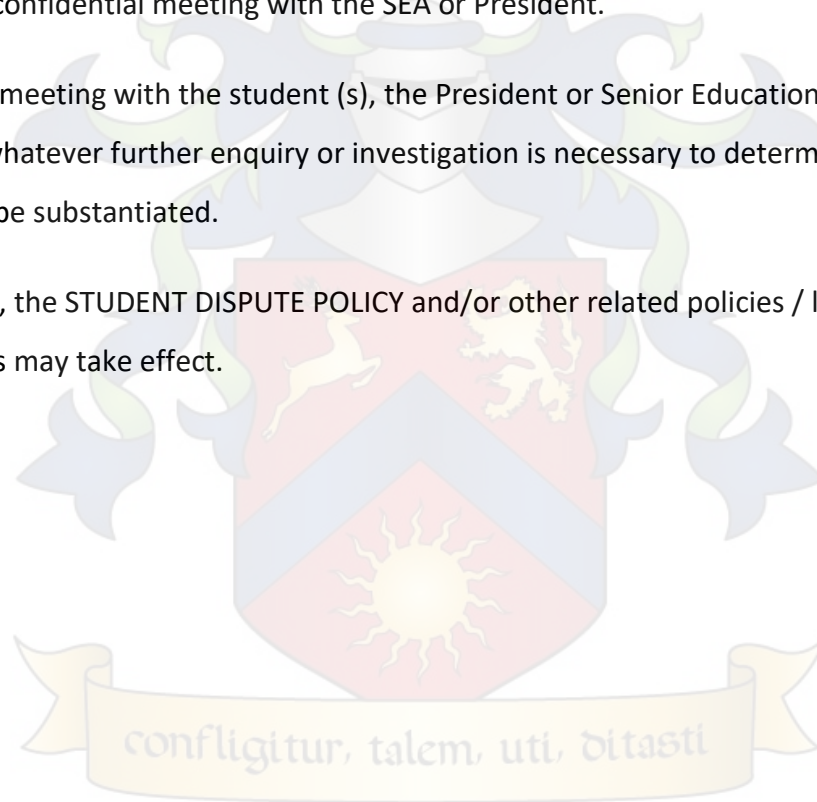 confidential meeting with the SEA or President.
meeting with the student (s), the President or Senior Education
whatever further enquiry or investigation is necessary to determ
be substantiated.
, the STUDENT DISPUTE POLICY and/or other related policies / l
s may take effect.
confligitur, talem, uti, ditasti